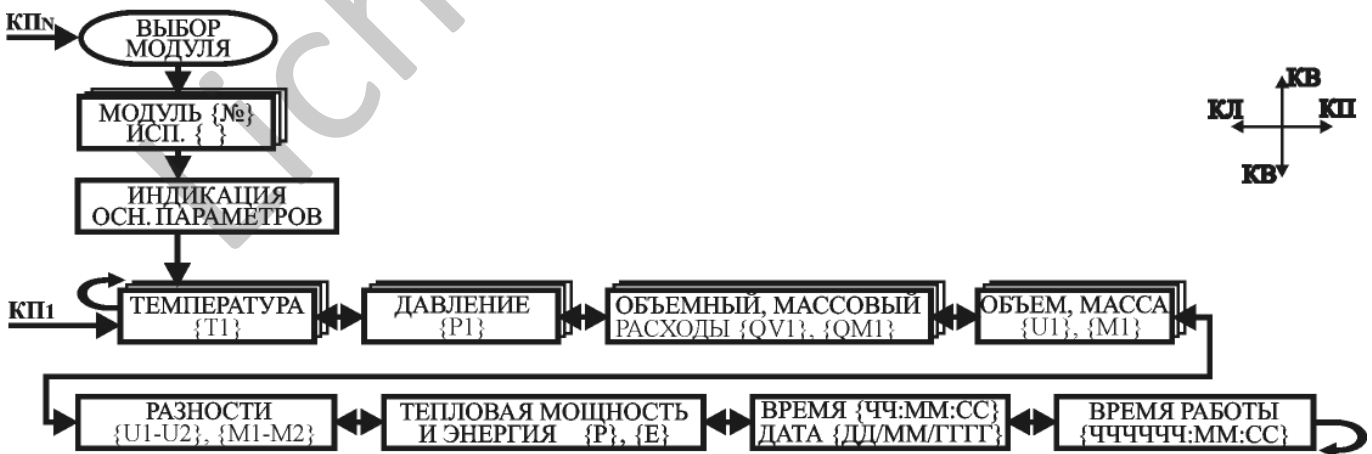 КПN
ВЫБОР
МОДУЛЯ
МОДУЛЬ {№}
ИСП. { }
ИНДИКАЦИЯ
ОСН. ПАРАМЕТРОВ
КВ
КЛ КП
КВ
КП1
ТЕМПЕРАТУРА
{T1}
ДАВЛЕНИЕ
{P1}
ОБЪЕМНЫЙ, МАССОВЫЙ
РАСХОДЫ {QV1}, {QM1}
ОБЪЕМ, МАССА
{U1}, {M1}
РАЗНОСТИ
{U1-U2}, {M1-M2}
ТЕПЛОВАЯ МОЩНОСТЬ
И ЭНЕРГИЯ {P}, {E}
ВРЕМЯ {ЧЧ:ММ:СС}
ДАТА {ДД/ММ/ГГГГ}
ВРЕМЯ РАБОТЫ
{ЧЧЧЧЧЧ:ММ:СС}